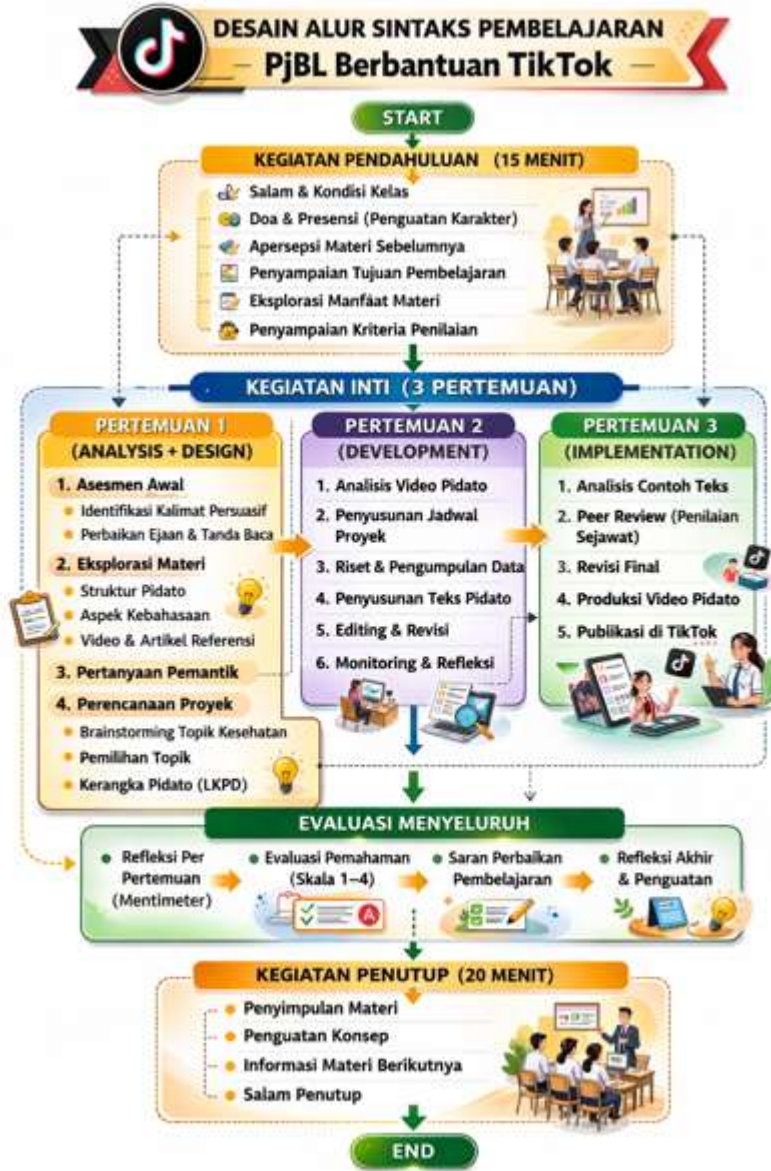 DESAIN ALUR SINTAKS PEMBELAJARAN
PjBL Berbantuan TikTok
START
KEGIATAN PENDAHULUAN (15 MENIT)
Salam & Kondisi Kelas
Doa & Presensi (Penguatan Karakter)
Apersepsi Materi Sebelumnya
Penyampaian Tujuan Pembelajaran
Eksplorasi Manfaat Materi
Penyampaian Kriteria Penilaian
KEGIATAN INTI (3 PERTEMUAN)
PERTEMUAN 1
(ANALYSIS + DESIGN)
1. Asesmen Awal
Identifikasi Kalimat Persuasif
Perbaikan Ejaan & Tanda Baca
2. Eksplorasi Materi
Struktur Pidato
Aspek Kebahasaan
Video & Artikel Referensi
3. Pertanyaan Pemantik
4. Perencanaan Proyek
Brainstorming Topik Kesehatan
Pemilihan Topik
Kerangka Pidato (LKPD)
PERTEMUAN 2
(DEVELOPMENT)
1. Analisis Video Pidato
2. Penyusunan Jadwal
Proyek
3. Riset & Pengumpulan Data
4. Penyusunan Teks Pidato
5. Editing & Revisi
6. Monitoring & Refleksi
PERTEMUAN 3
(IMPLEMENTATION)
1. Analisis Contoh Teks
2. Peer Review (Penilaian
Sejawat)
3. Revisi Final
4. Produksi Video Pidato
5. Publikasi di TikTok
EVALUASI MENYELURUH
Refleksi Per
Pertemuan
(Mentimeter)
Evaluasi Pemahaman
(Skala 1–4)
A
Saran Perbaikan
Pembelajaran
Refleksi Akhir
& Penguatan
KEGIATAN PENUTUP (20 MENIT)
Penyimpulan Materi
Penguatan Konsep
Informasi Materi Berikutnya
Salam Penutup
END